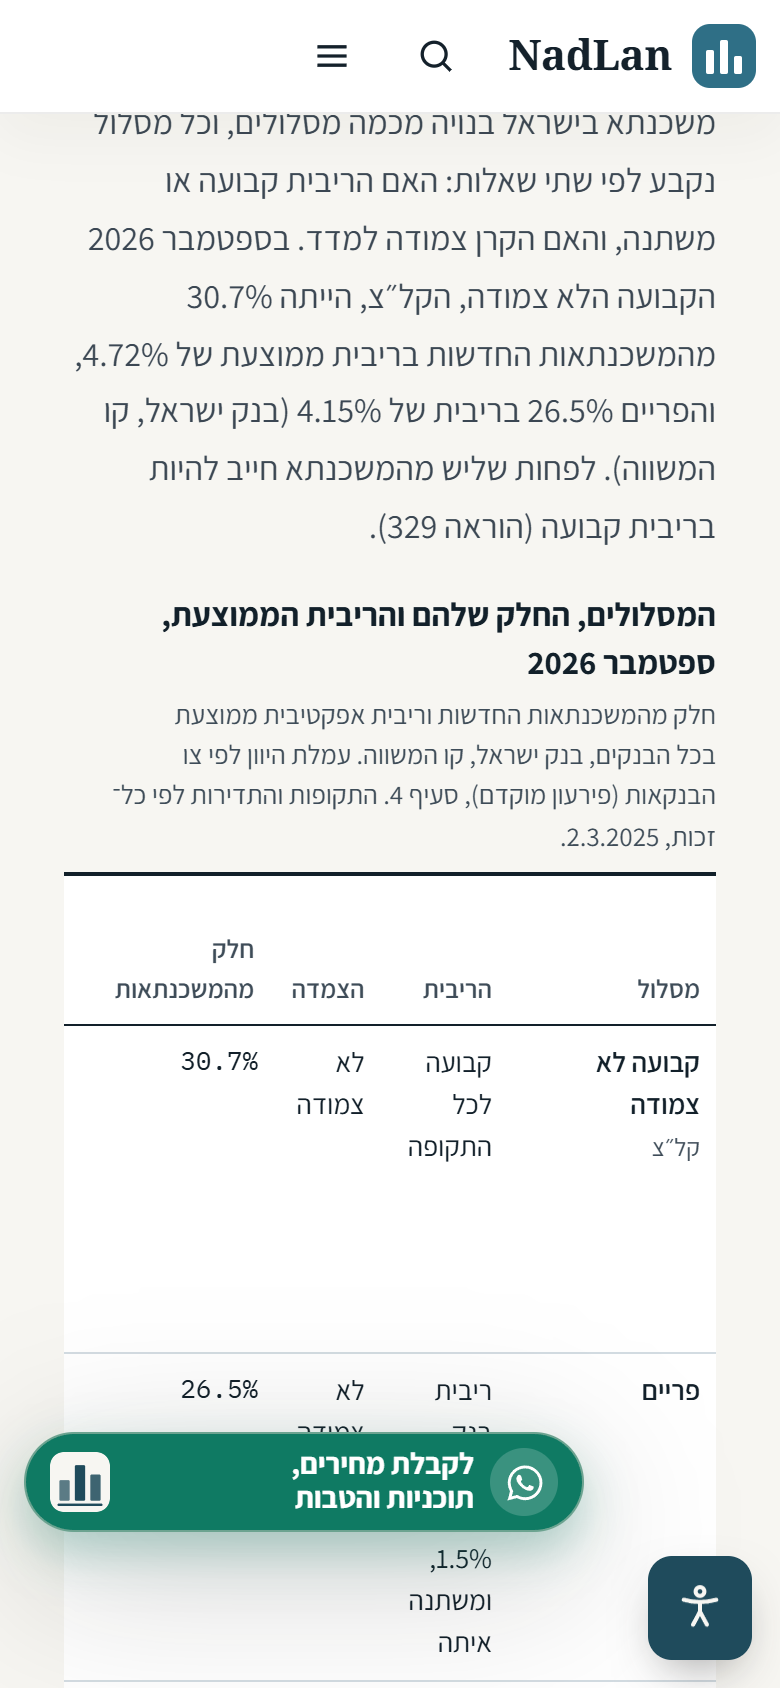 NadLan
משכנתא בישראל בנויה מכמה מסלולים, וכל מסלול
נקבע לפי שתי שאלות: האם הריבית קבועה או
משתנה, והאם הקרן צמודה למדד. בספטמבר 2026
הקבועה הלא צמודה, הקל״צ, הייתה 30.7%
מהמשכנתאות החדשות בריבית ממוצעת של 4.72%,
והפריים 26.5% בריבית של 4.15% (בנק ישראל, קו
המשווה). לפחות שליש מהמשכנתא חייב להיות
בריבית קבועה (הוראה 329).
המסלולים, החלק שלהם והריבית הממוצעת,
ספטמבר 2026
חלק מהמשכנתאות החדשות וריבית אפקטיבית ממוצעת
בכל הבנקים, בנק ישראל, קו המשווה. עמלת היוון לפי צו
הבנקאות (פירעון מוקדם), סעיף 4. התקופות והתדירות לפי כל־
זכות, 2.3.2025.
מסלול הריבית הצמדה חלק מהמשכנתאות
קבועה לא צמודה
קל״צ
קבועה לכל התקופה
לא צמודה
30.7%
פריים
ריבית
בנק
לא
צמודה
26.5%
לקבלת מחירים,
תוכניות והטבות
1.5%,
ומשתנה
איתה